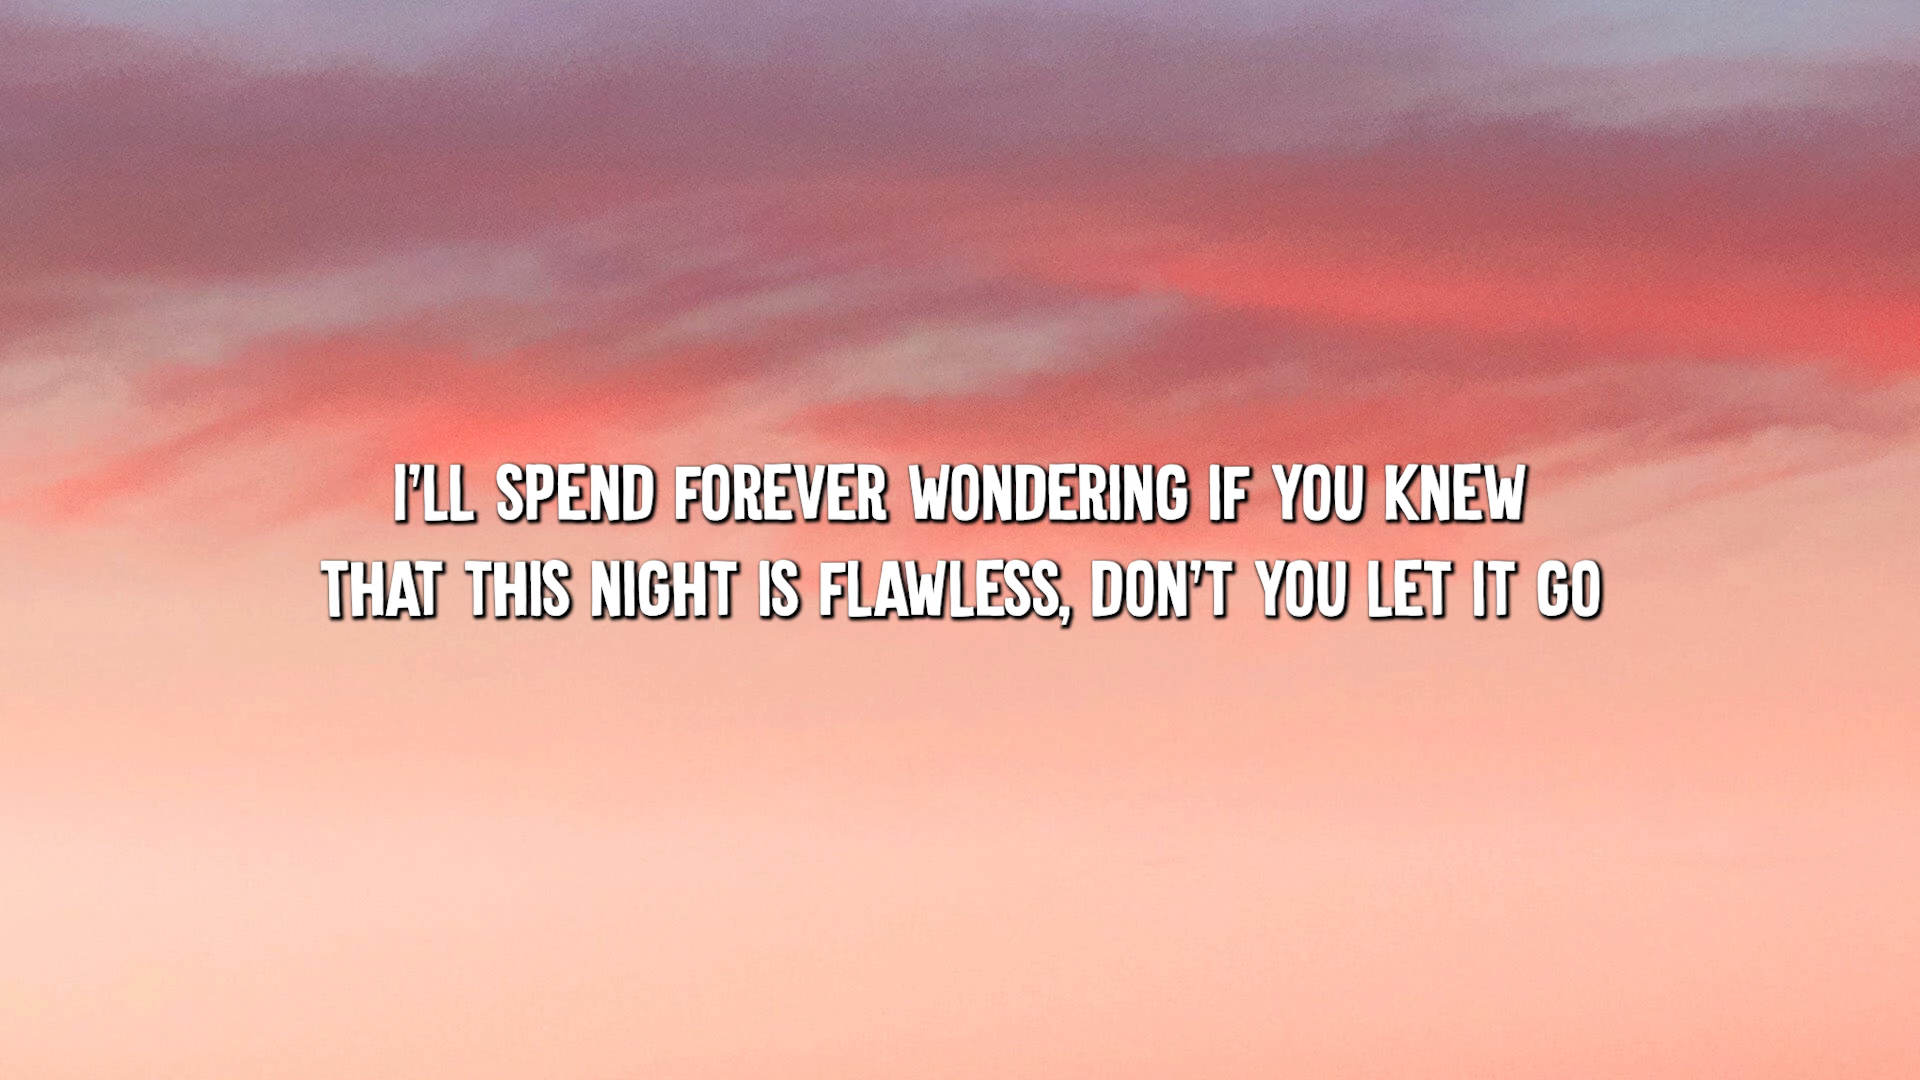 I'LL SPEND FOREVER WONDERING IF YOU KNEW
THAT THIS NIGHT IS FLAWLESS, DON'T YOU LET IT GO